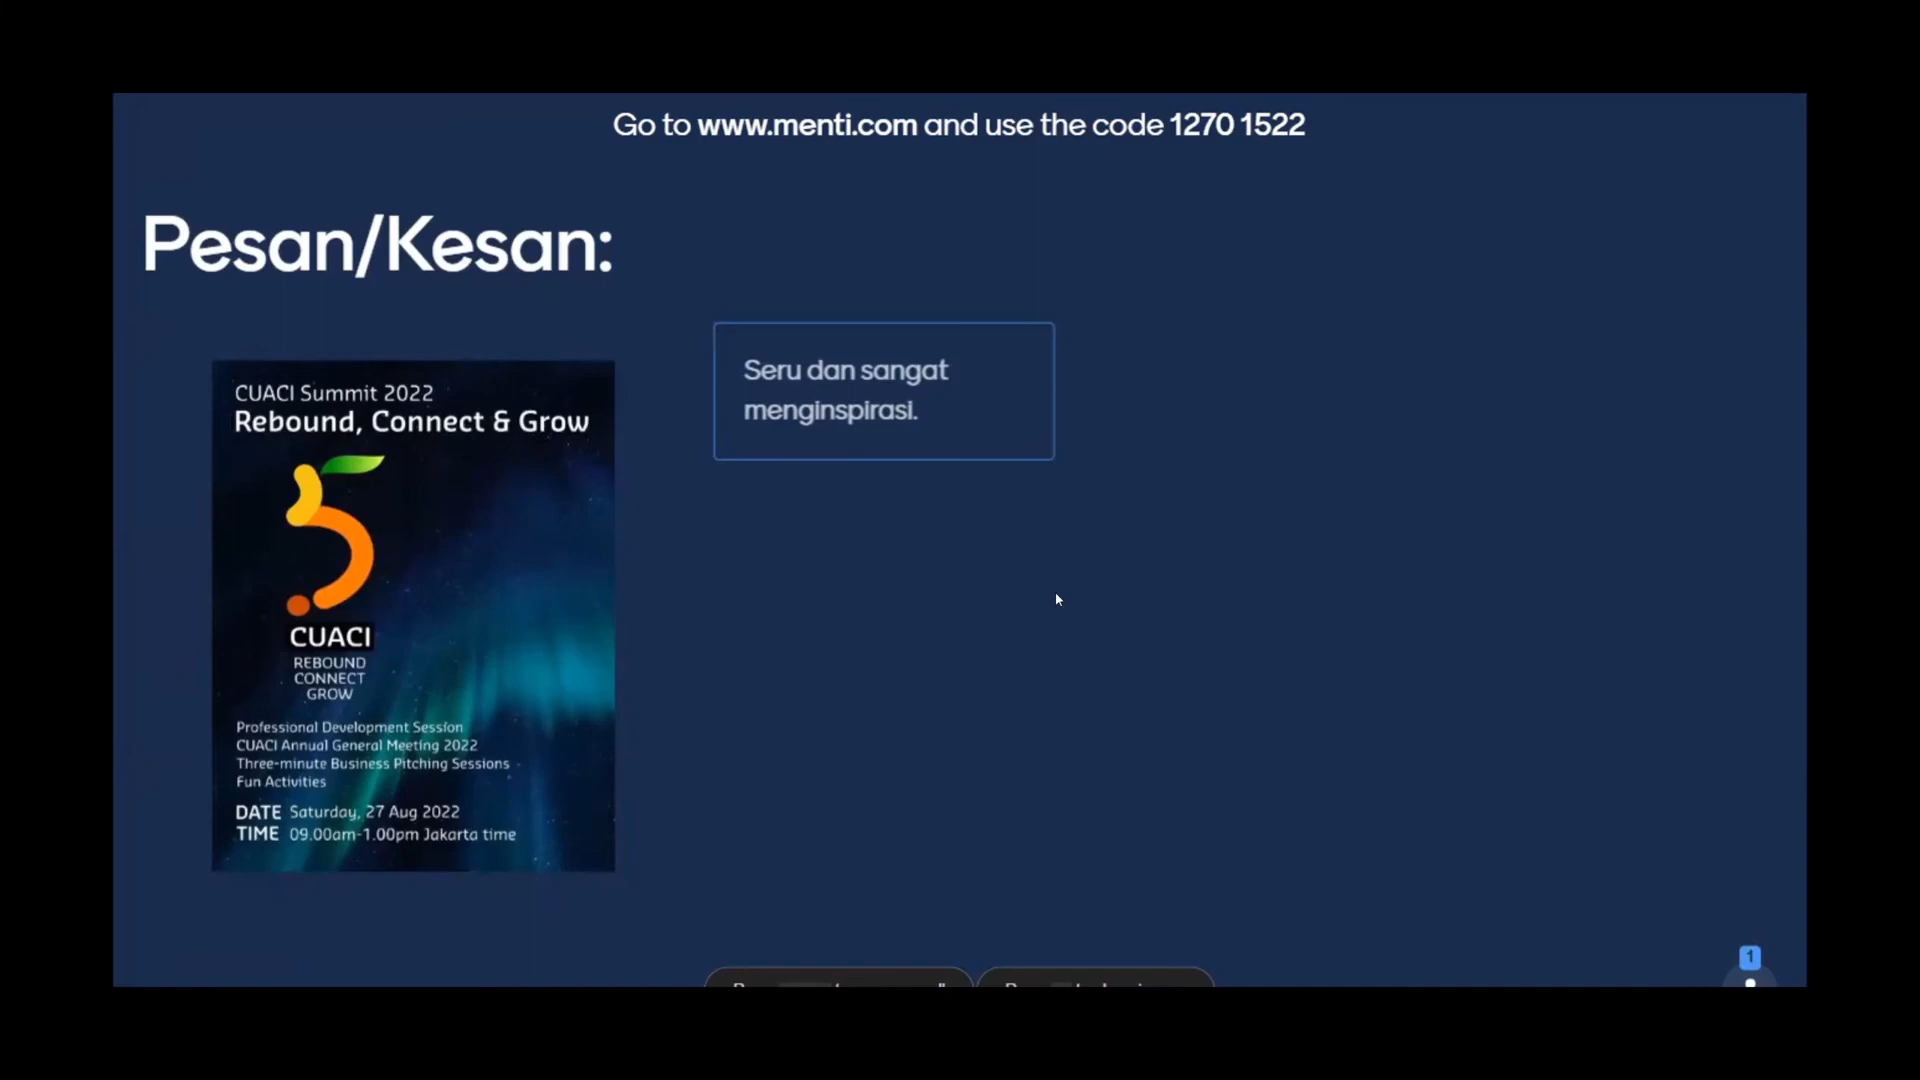 Go to www.menti.com and use the code 1270 1522
Pesan/Kesan:
Seru dan sangat
menginspirasi.
CUACI Summit 2022
Rebound, Connect & Grow
CUACI
REBOUND
CONNECT
GROW
Professional Development Session
CUACI Annual General Meeting 2022
Three-minute Business Pitching Sessions
Fun Activities
DATE Saturday, 27 Aug 2022
TIME 09.00am-1.00pm Jakarta time
1